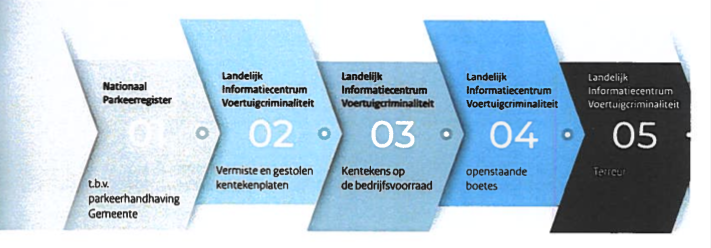 Nationaal
Parkeerregister
01
t.b.v.
parkeerhandhaving
Gemeente
Landelijk
Informatiecentrum
Voertuigcriminaliteit
02
Vermiste en gestolen
kentekenplaten
Landelijk
Informatiecentrum
Voertuigcriminaliteit
03
Kentekens op
de bedrijfsvoorraad
Landelijk
Informatiecentrum
Voertuigcriminaliteit
04
openstaande
boetes
Landelijk
Informatiecentrum
Voertuigcriminaliteit
05
Terreur